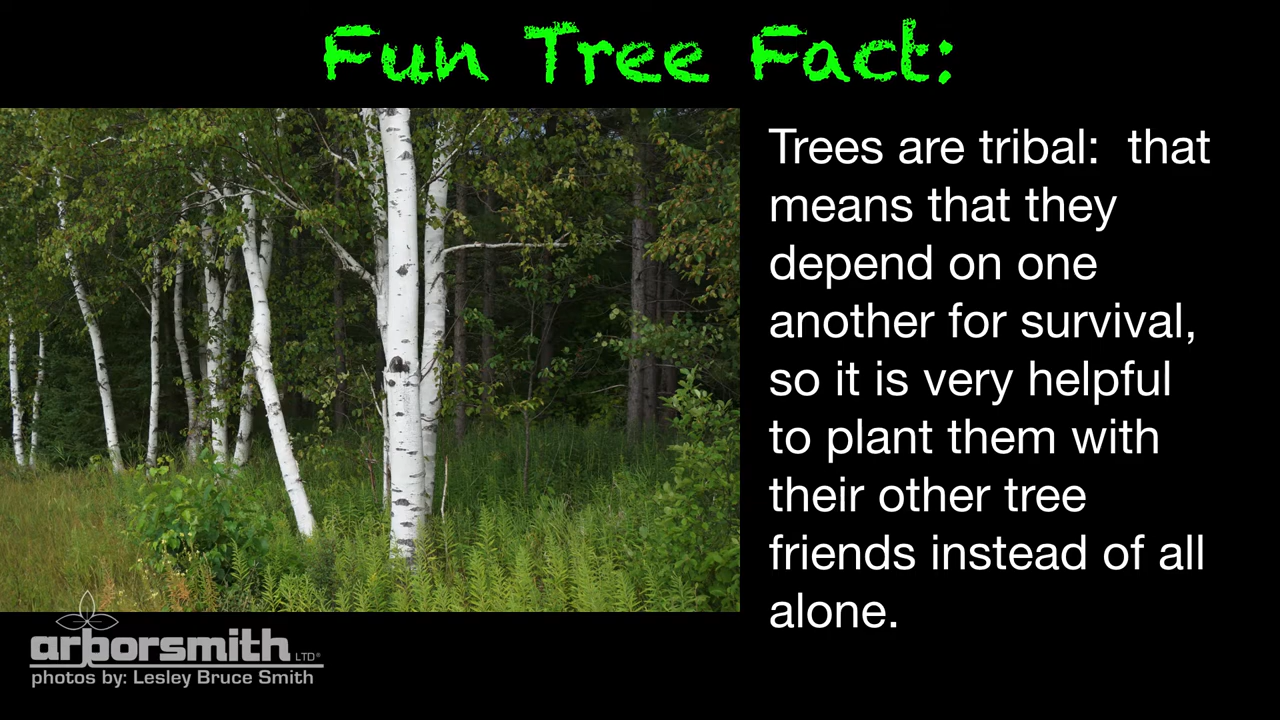 Fun Tree Fact:
Trees are tribal:  that
means that they
depend on one
another for survival,
so it is very helpful
to plant them with
their other tree
friends instead of all
alone.
arborsmith LTD®
photos by: Lesley Bruce Smith